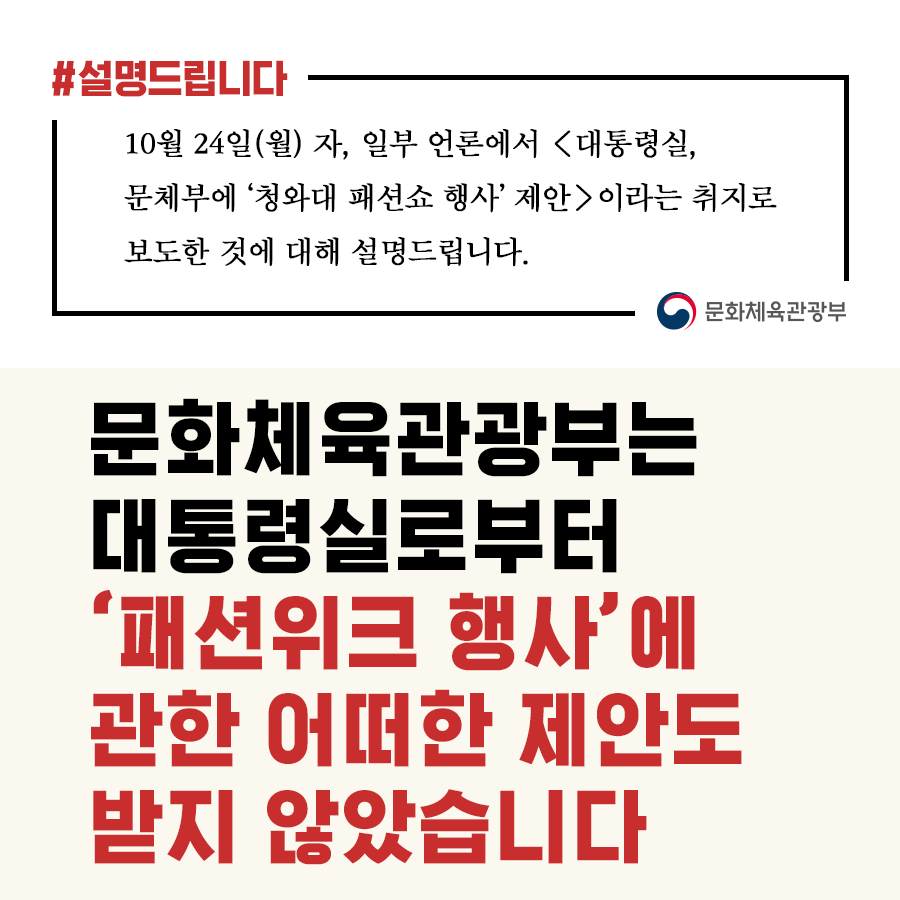 #설명드립니다
10월 24일(월) 자, 일부 언론에서 <대통령실,
문체부에 ‘청와대 패션쇼 행사’ 제안>이라는 취지로
보도한 것에 대해 설명드립니다.
문화체육관광부
문화체육관광부는
대통령실로부터
‘패션위크 행사’에
관한 어떠한 제안도
받지 않았습니다